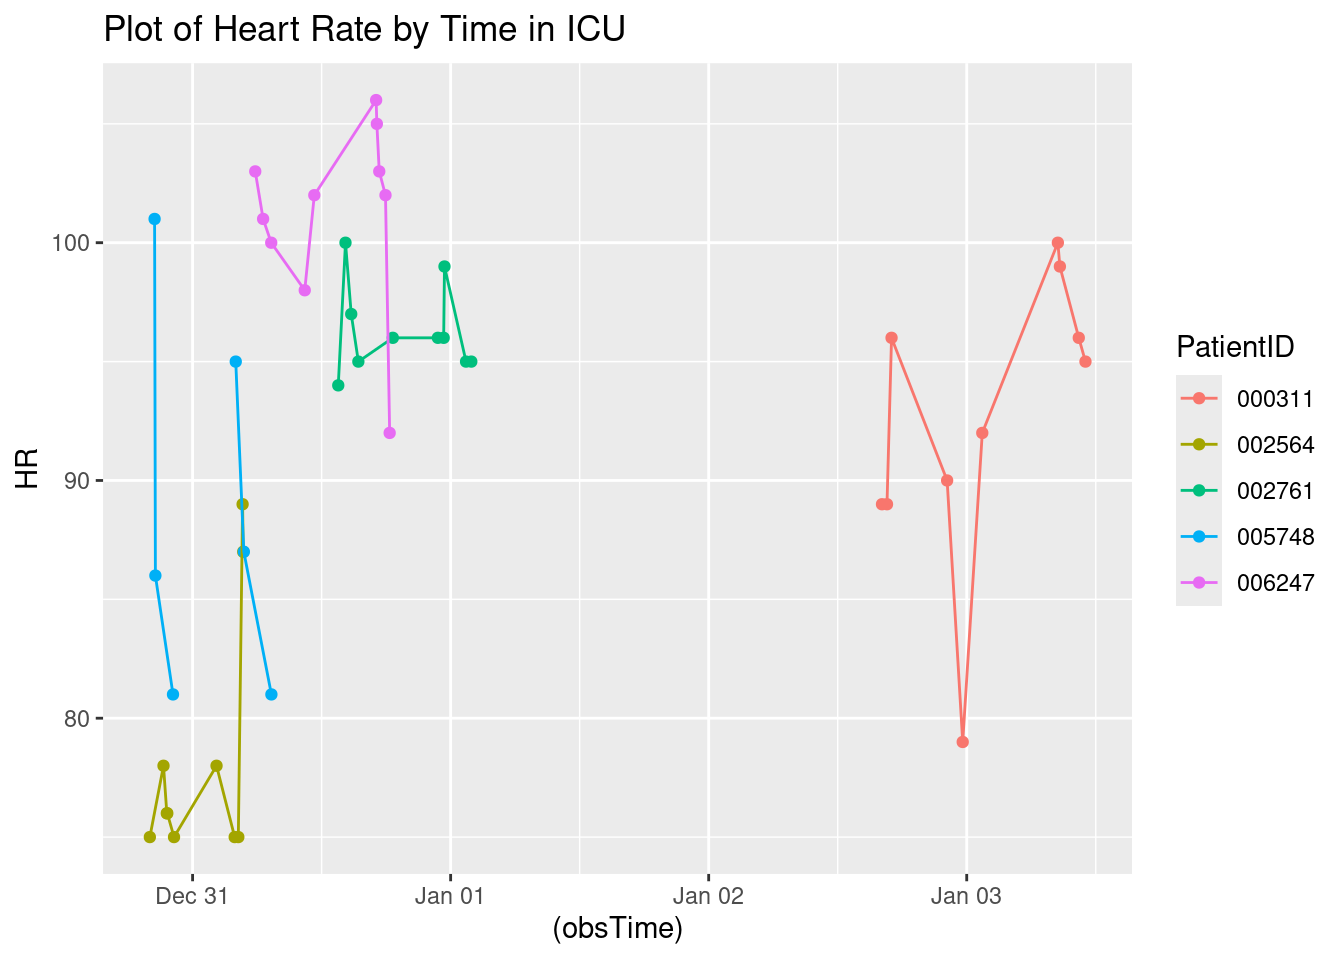 Plot of Heart Rate by Time in ICU
HR
100
90
80
Dec 31
Jan 01
Jan 02
Jan 03
(obsTime)
PatientID
000311
002564
002761
005748
006247